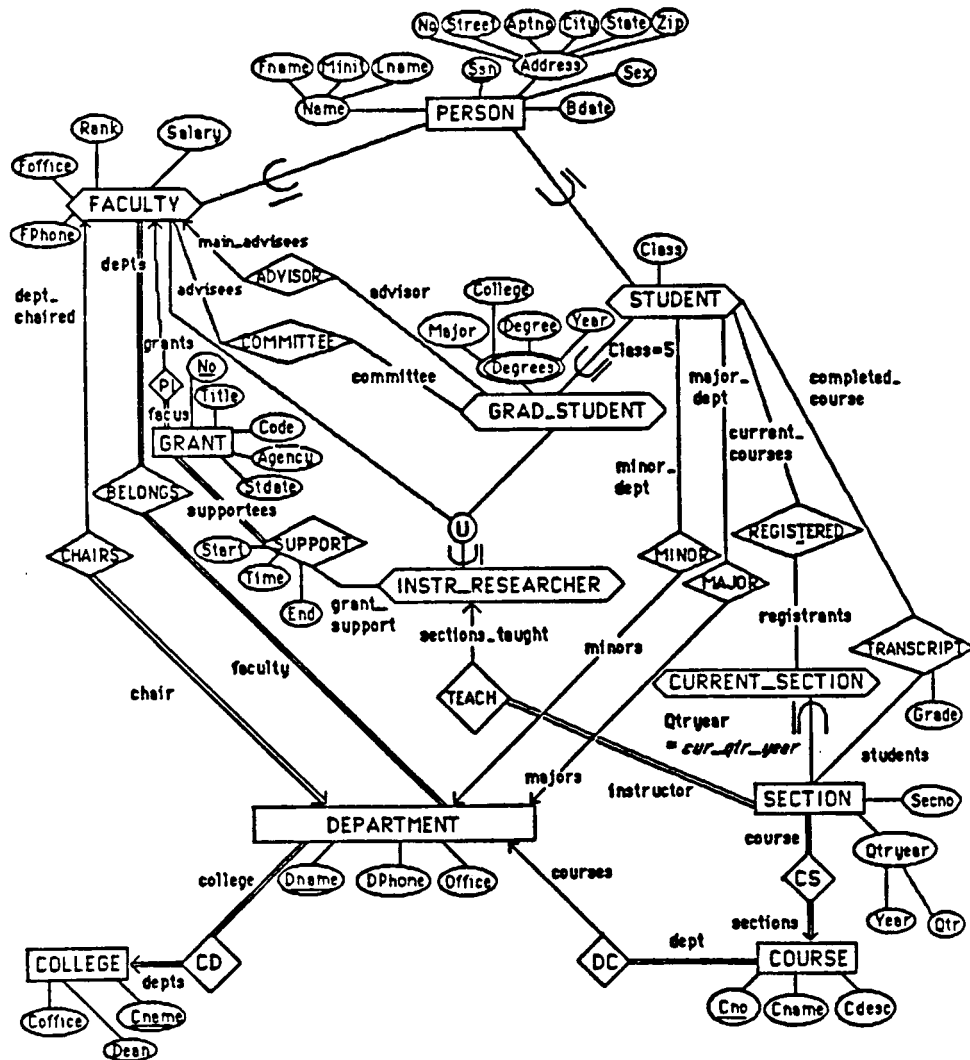 No Street Aptno City State Zip
Fname Minit Lname Ssn Address Sex
Name PERSON Bdate
Rank Salary
Foffice
FACULTY
FPhone
main_advisees
depts
advisees
ADVISOR
advisor
Class
STUDENT
College
Major Degree Year
Degrees
Class=5
dept_
chaired
grants
COMMITTEE
committee
GRAD_STUDENT
major_
dept
completed_
course
current_
courses
PI
No
Title
Code
GRANT
Agency
Stdate
minor_
dept
BELONGS
supportees
U
REGISTERED
CHAIRS
Start
SUPPORT
Time
End
INSTR_RESEARCHER
MINOR
MAJOR
grant_
support
sections_taught
registrants
TRANSCRIPT
faculty
minors
chair
TEACH
CURRENT_SECTION
Grade
Qtryear
= cur_qtr_year
students
majors
instructor
SECTION Secno
DEPARTMENT
course
Qtryear
college
Dname DPhone Office
courses
CS
Year Qtr
sections
COLLEGE
CD
depts
DC
dept
COURSE
Coffice Cname
Dean
Cno Cname Cdesc